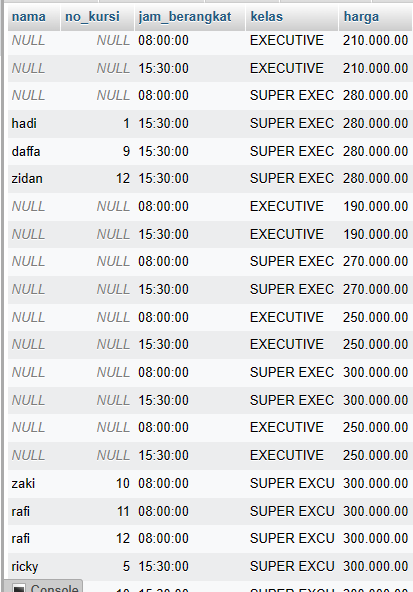 nama no_kursi jam_berangkat kelas harga
NULL NULL 08:00:00 EXECUTIVE 210.000.00
NULL NULL 15:30:00 EXECUTIVE 210.000.00
NULL NULL 08:00:00 SUPER EXEC 280.000.00
hadi 1 15:30:00 SUPER EXEC 280.000.00
daffa 9 15:30:00 SUPER EXEC 280.000.00
zidan 12 15:30:00 SUPER EXEC 280.000.00
NULL NULL 08:00:00 EXECUTIVE 190.000.00
NULL NULL 15:30:00 EXECUTIVE 190.000.00
NULL NULL 08:00:00 SUPER EXEC 270.000.00
NULL NULL 15:30:00 SUPER EXEC 270.000.00
NULL NULL 08:00:00 EXECUTIVE 250.000.00
NULL NULL 15:30:00 EXECUTIVE 250.000.00
NULL NULL 08:00:00 SUPER EXEC 300.000.00
NULL NULL 15:30:00 SUPER EXEC 300.000.00
NULL NULL 08:00:00 EXECUTIVE 250.000.00
NULL NULL 15:30:00 EXECUTIVE 250.000.00
zaki 10 08:00:00 SUPER EXCU 300.000.00
rafi 11 08:00:00 SUPER EXCU 300.000.00
rafi 12 08:00:00 SUPER EXCU 300.000.00
ricky 5 15:30:00 SUPER EXCU 300.000.00
Console